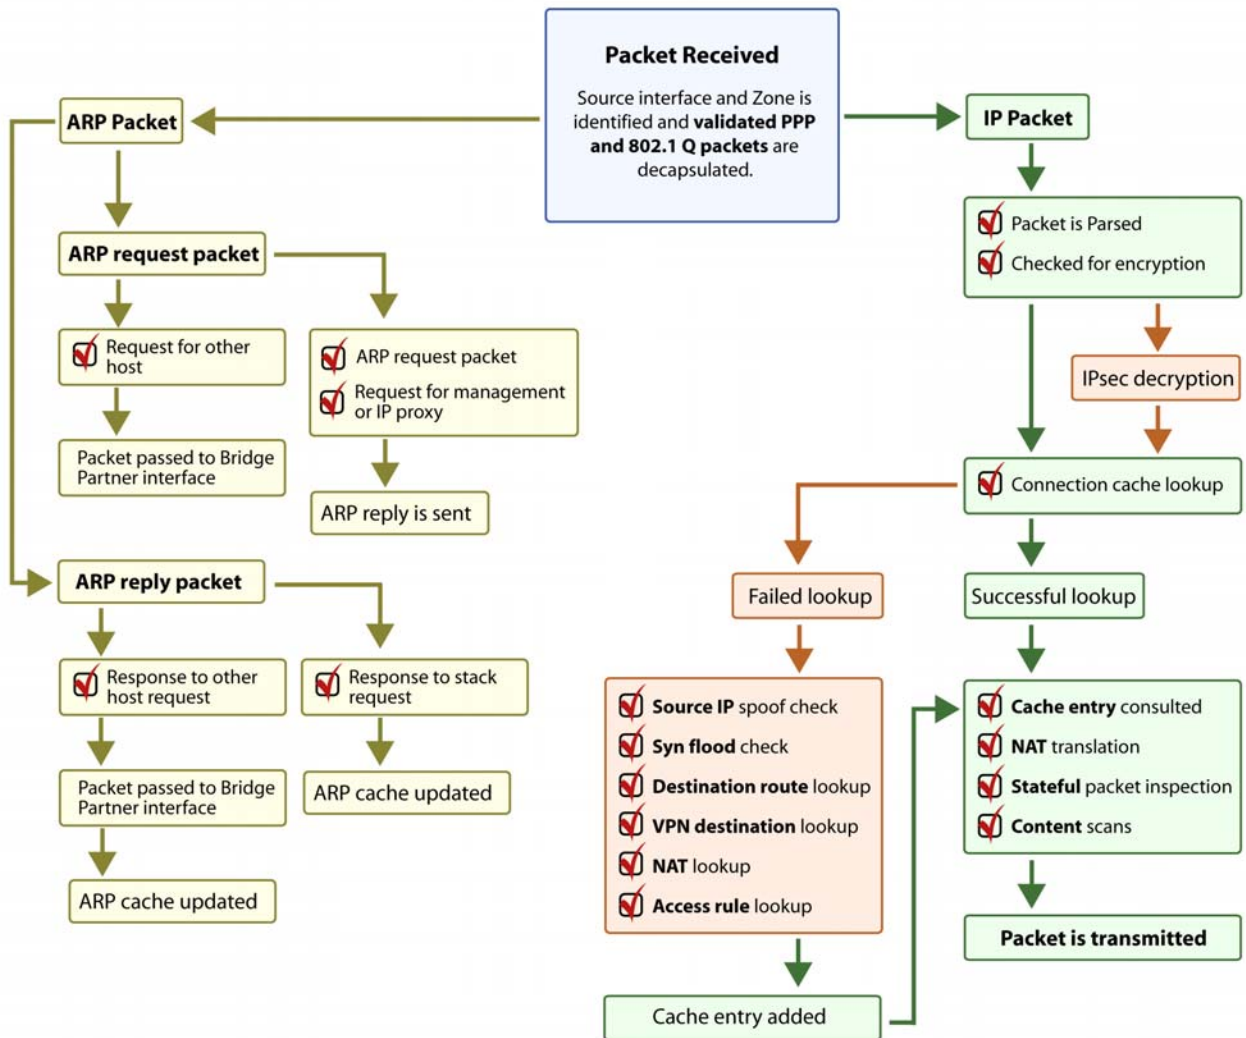 Packet Received
Source interface and Zone is
identified and validated PPP
and 802.1 Q packets are
decapsulated.
ARP Packet
ARP request packet
Request for other
host
Packet passed to Bridge
Partner interface
ARP request packet
Request for management
or IP proxy
ARP reply is sent
ARP reply packet
Response to other
host request
Packet passed to Bridge
Partner interface
ARP cache updated
Response to stack
request
ARP cache updated
IP Packet
Packet is Parsed
Checked for encryption
IPsec decryption
Connection cache lookup
Failed lookup
Source IP spoof check
Syn flood check
Destination route lookup
VPN destination lookup
NAT lookup
Access rule lookup
Cache entry added
Successful lookup
Cache entry consulted
NAT translation
Stateful packet inspection
Content scans
Packet is transmitted